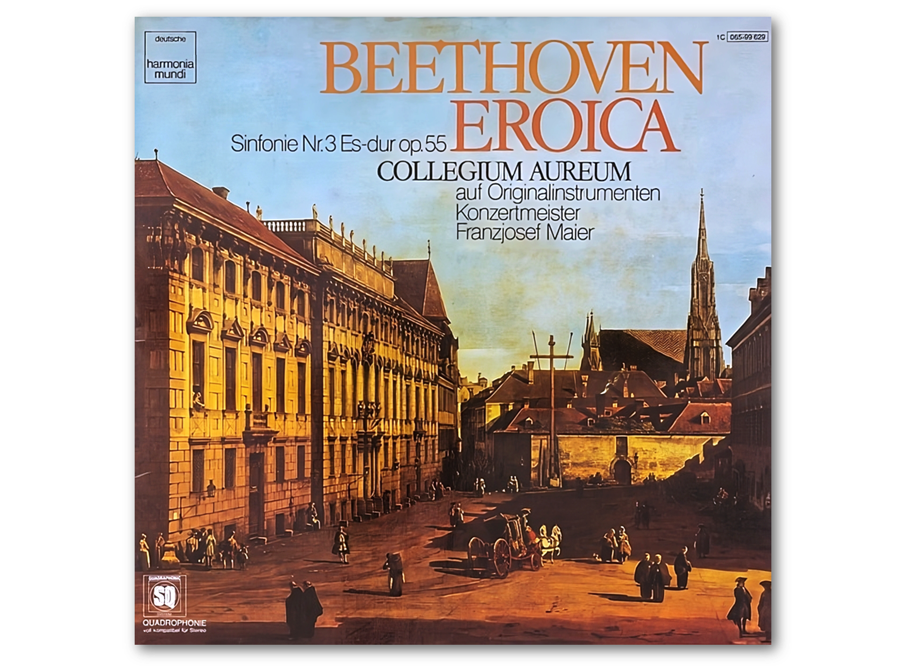 deutsche
harmonia
mundi
1C 065-99 629
BEETHOVEN
EROICA
Sinfonie Nr.3 Es-dur op.55
COLLEGIUM AUREUM
auf Originalinstrumenten
Konzertmeister
Franzjosef Maier
QUADRAPHONIC
SQ
QUADROPHONIE
voll kompatibel für Stereo